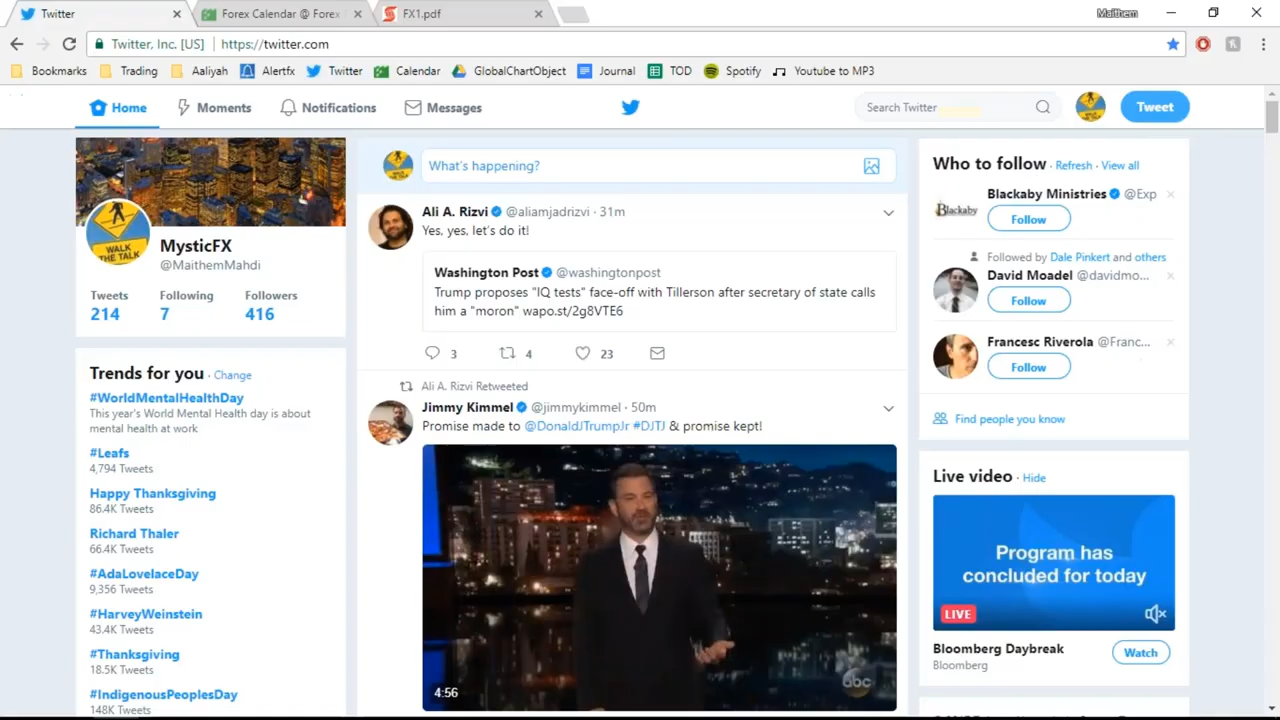 Twitter
Forex Calendar @ Forex
FX1.pdf
Maithem
Twitter, Inc. [US]
https://twitter.com
Bookmarks
Trading
Aaliyah
Alertfx
Twitter
Calendar
GlobalChartObject
Journal
TOD
Spotify
Youtube to MP3
Home
Moments
Notifications
Messages
Search Twitter
Tweet
WALK
THE TALK
MysticFX
@MaithemMahdi
Tweets
Following
Followers
214
7
416
Trends for you · Change
#WorldMentalHealthDay
This year's World Mental Health day is about
mental health at work
#Leafs
4,794 Tweets
Happy Thanksgiving
86.4K Tweets
Richard Thaler
66.4K Tweets
#AdaLovelaceDay
9,356 Tweets
#HarveyWeinstein
43.4K Tweets
#Thanksgiving
18.5K Tweets
#IndigenousPeoplesDay
148K Tweets
What's happening?
Ali A. Rizvi @aliamjadrizvi · 31m
Yes, yes, let's do it!
Washington Post @washingtonpost
Trump proposes "IQ tests" face-off with Tillerson after secretary of state calls
him a "moron" wapo.st/2g8VTE6
3
4
23
Ali A. Rizvi Retweeted
Jimmy Kimmel @jimmykimmel · 50m
Promise made to @DonaldJTrumpJr #DJTJ & promise kept!
4:56
abc
Who to follow · Refresh · View all
Blackaby
Blackaby Ministries @Exp
Follow
Followed by Dale Pinkert and others
David Moadel @davidmo...
Follow
Francesc Riverola @Franc...
Follow
Find people you know
Live video · Hide
Program has
concluded for today
LIVE
Bloomberg Daybreak
Bloomberg
Watch